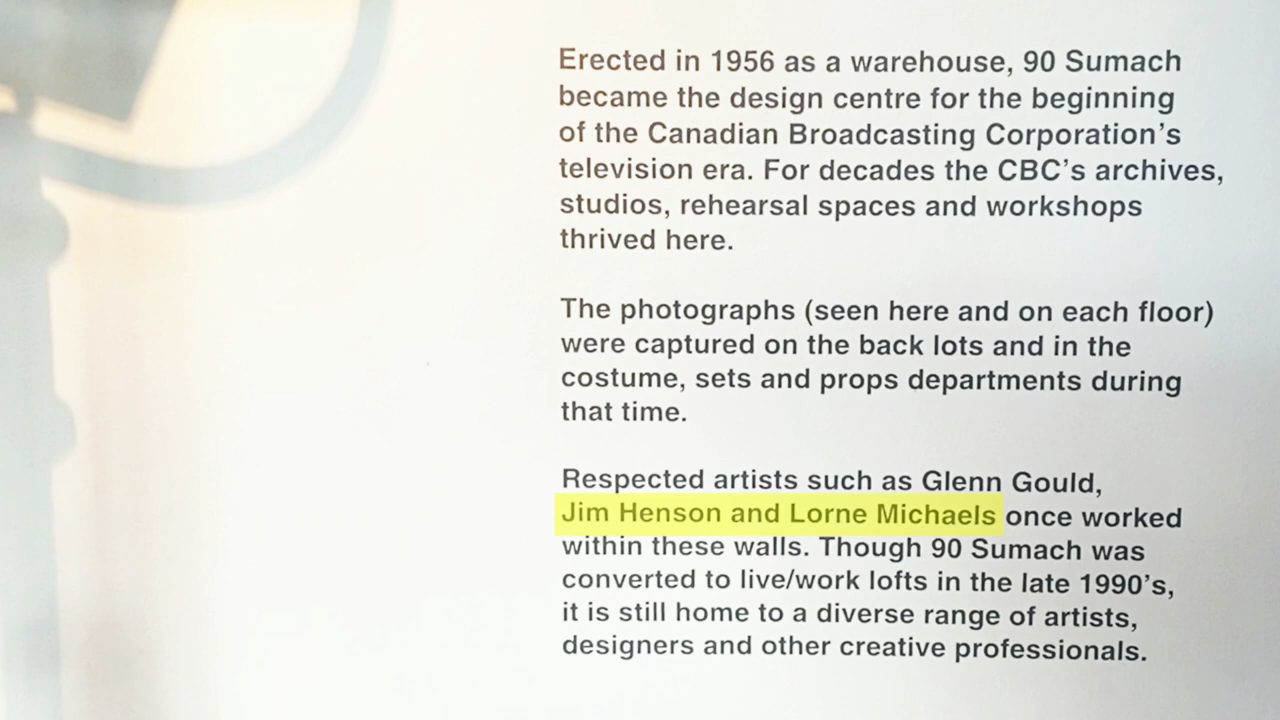 Erected in 1956 as a warehouse, 90 Sumach
became the design centre for the beginning
of the Canadian Broadcasting Corporation's
television era. For decades the CBC's archives,
studios, rehearsal spaces and workshops
thrived here.
The photographs (seen here and on each floor)
were captured on the back lots and in the
costume, sets and props departments during
that time.
Respected artists such as Glenn Gould,
Jim Henson and Lorne Michaels once worked
within these walls. Though 90 Sumach was
converted to live/work lofts in the late 1990's,
it is still home to a diverse range of artists,
designers and other creative professionals.